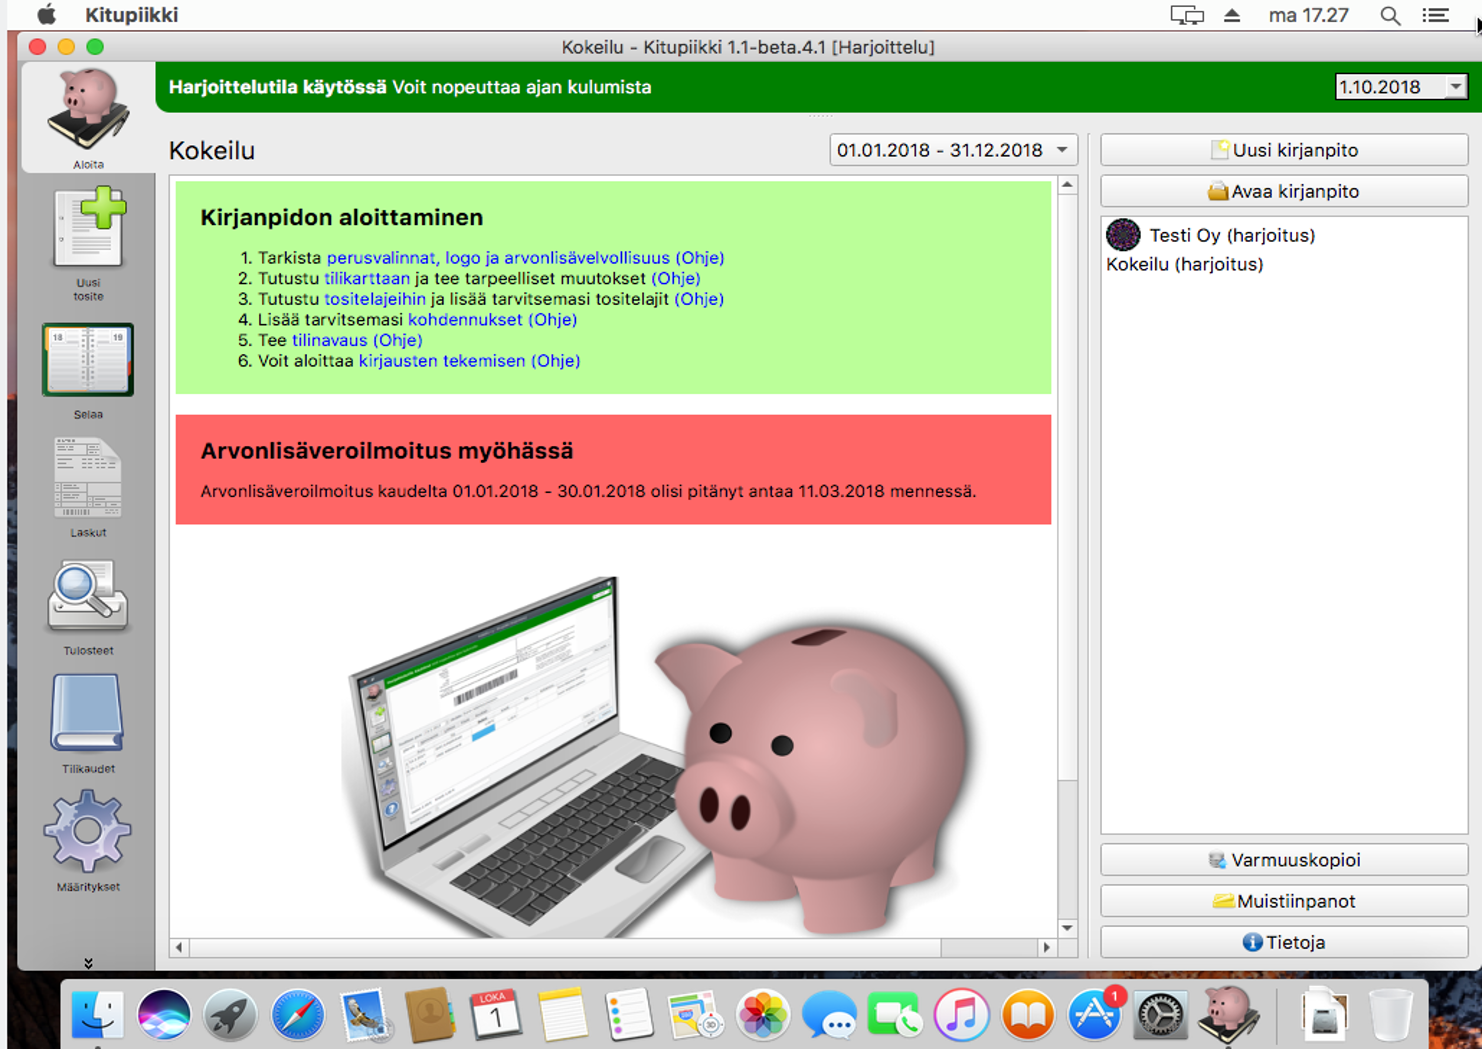 Kitupiikki
ma 17.27
Kokeilu - Kitupiikki 1.1-beta.4.1 [Harjoittelu]
Harjoittelutila käytössä Voit nopeuttaa ajan kulumista
1.10.2018
Aloita
Uusi
tosite
18 19
Selaa
Laskut
Tulosteet
Tilikaudet
Määritykset
Kokeilu
01.01.2018 - 31.12.2018
Kirjanpidon aloittaminen
1. Tarkista perusvalinnat, logo ja arvonlisävelvollisuus (Ohje)
2. Tutustu tilikarttaan ja tee tarpeelliset muutokset (Ohje)
3. Tutustu tositelajeihin ja lisää tarvitsemasi tositelajit (Ohje)
4. Lisää tarvitsemasi kohdennukset (Ohje)
5. Tee tilinavaus (Ohje)
6. Voit aloittaa kirjausten tekemisen (Ohje)
Arvonlisäveroilmoitus myöhässä
Arvonlisäveroilmoitus kaudelta 01.01.2018 - 30.01.2018 olisi pitänyt antaa 11.03.2018 mennessä.
Uusi kirjanpito
Avaa kirjanpito
Testi Oy (harjoitus)
Kokeilu (harjoitus)
Varmuuskopioi
Muistiinpanot
Tietoja
LOKA
1
1